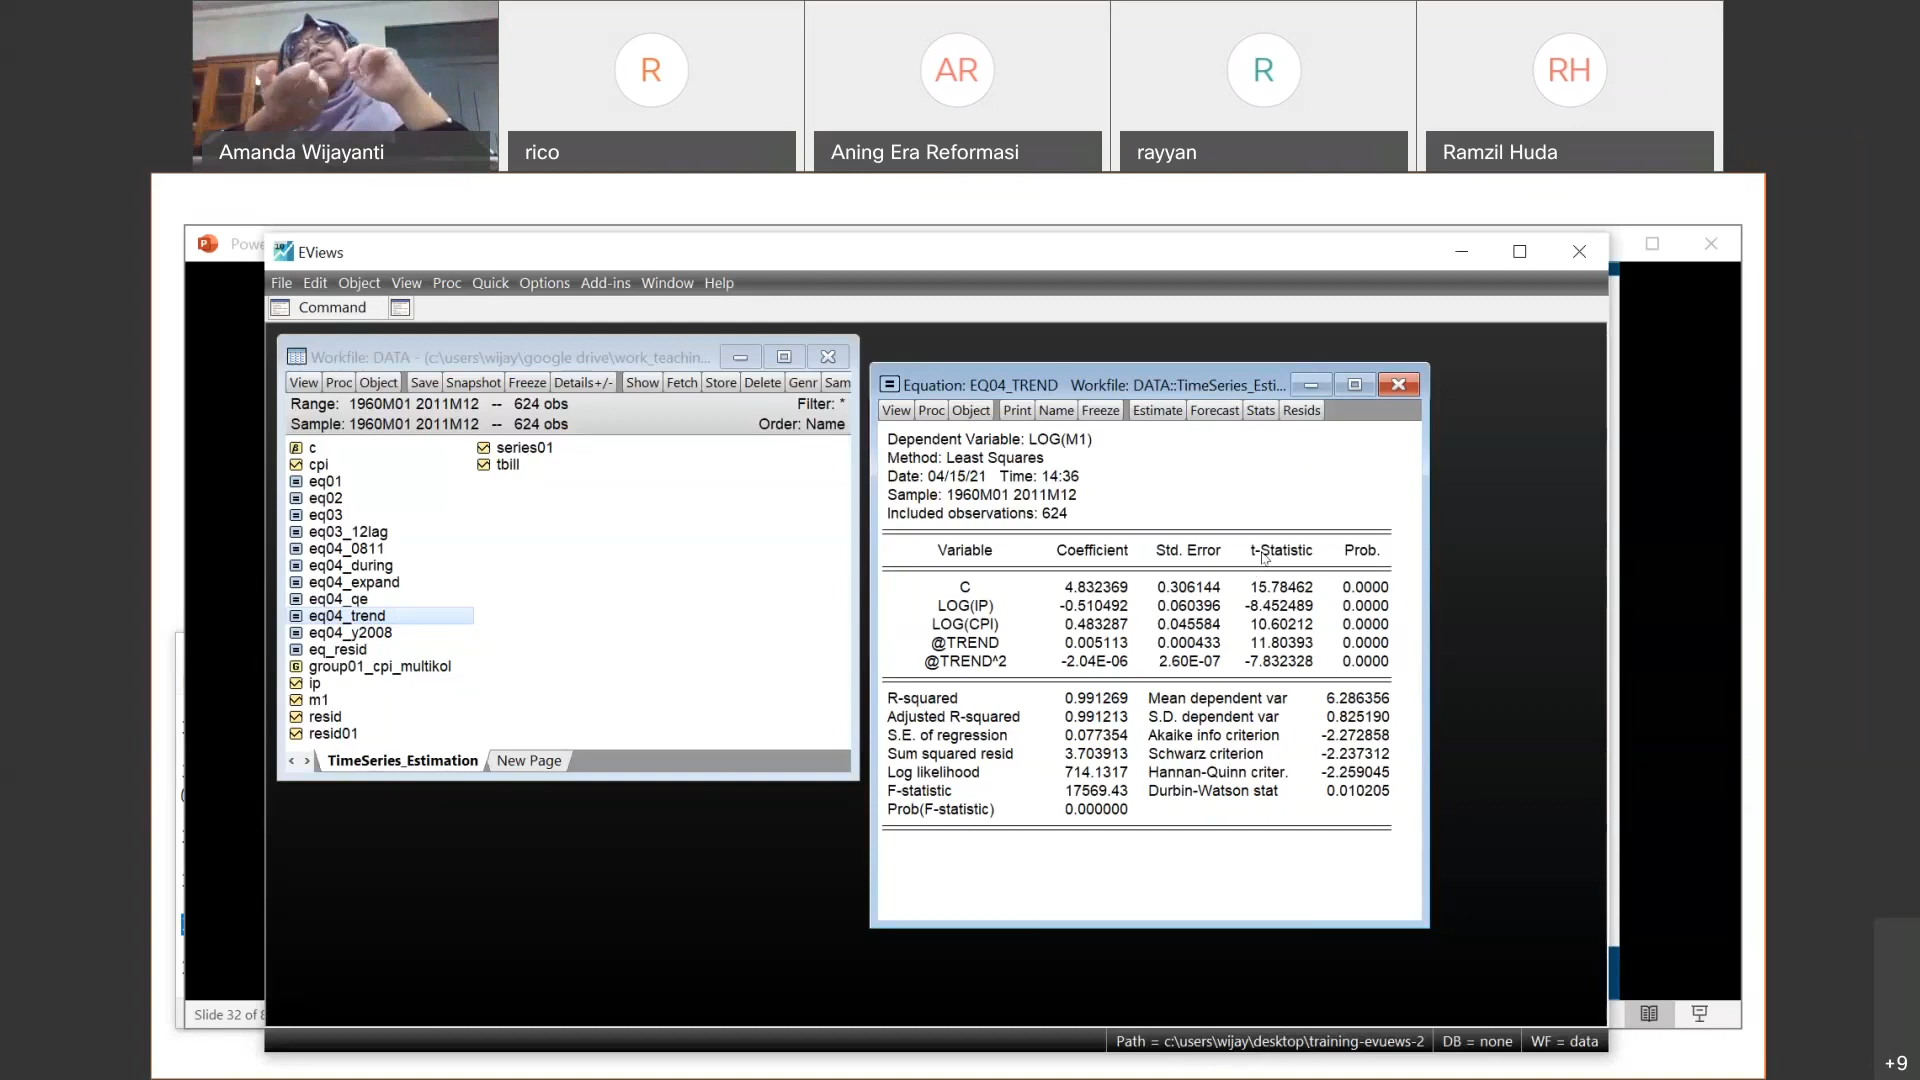 R
AR
R
RH
Amanda Wijayanti
rico
Aning Era Reformasi
rayyan
Ramzil Huda
Powe
EViews
File Edit Object View Proc Quick Options Add-ins Window Help
Command
Workfile: DATA - (c:\users\wijay\google drive\work_teachin...
View Proc Object Save Snapshot Freeze Details+/- Show Fetch Store Delete Genr Sam
Range: 1960M01 2011M12 -- 624 obs
Filter: *
Sample: 1960M01 2011M12 -- 624 obs
Order: Name
c
cpi
eq01
eq02
eq03
eq03_12lag
eq04_0811
eq04_during
eq04_expand
eq04_qe
eq04_trend
eq04_y2008
eq_resid
group01_cpi_multikol
ip
m1
resid
resid01
series01
tbill
TimeSeries_Estimation New Page
Equation: EQ04_TREND Workfile: DATA::TimeSeries_Esti...
View Proc Object Print Name Freeze Estimate Forecast Stats Resids
Dependent Variable: LOG(M1)
Method: Least Squares
Date: 04/15/21 Time: 14:36
Sample: 1960M01 2011M12
Included observations: 624
Variable Coefficient Std. Error t-Statistic Prob.
C 4.832369 0.306144 15.78462 0.0000
LOG(IP) -0.510492 0.060396 -8.452489 0.0000
LOG(CPI) 0.483287 0.045584 10.60212 0.0000
@TREND 0.005113 0.000433 11.80393 0.0000
@TREND^2 -2.04E-06 2.60E-07 -7.832328 0.0000
R-squared 0.991269 Mean dependent var 6.286356
Adjusted R-squared 0.991213 S.D. dependent var 0.825190
S.E. of regression 0.077354 Akaike info criterion -2.272858
Sum squared resid 3.703913 Schwarz criterion -2.237312
Log likelihood 714.1317 Hannan-Quinn criter. -2.259045
F-statistic 17569.43 Durbin-Watson stat 0.010205
Prob(F-statistic) 0.000000
Slide 32 of
Path = c:\users\wijay\desktop\training-evuews-2 DB = none WF = data
+9